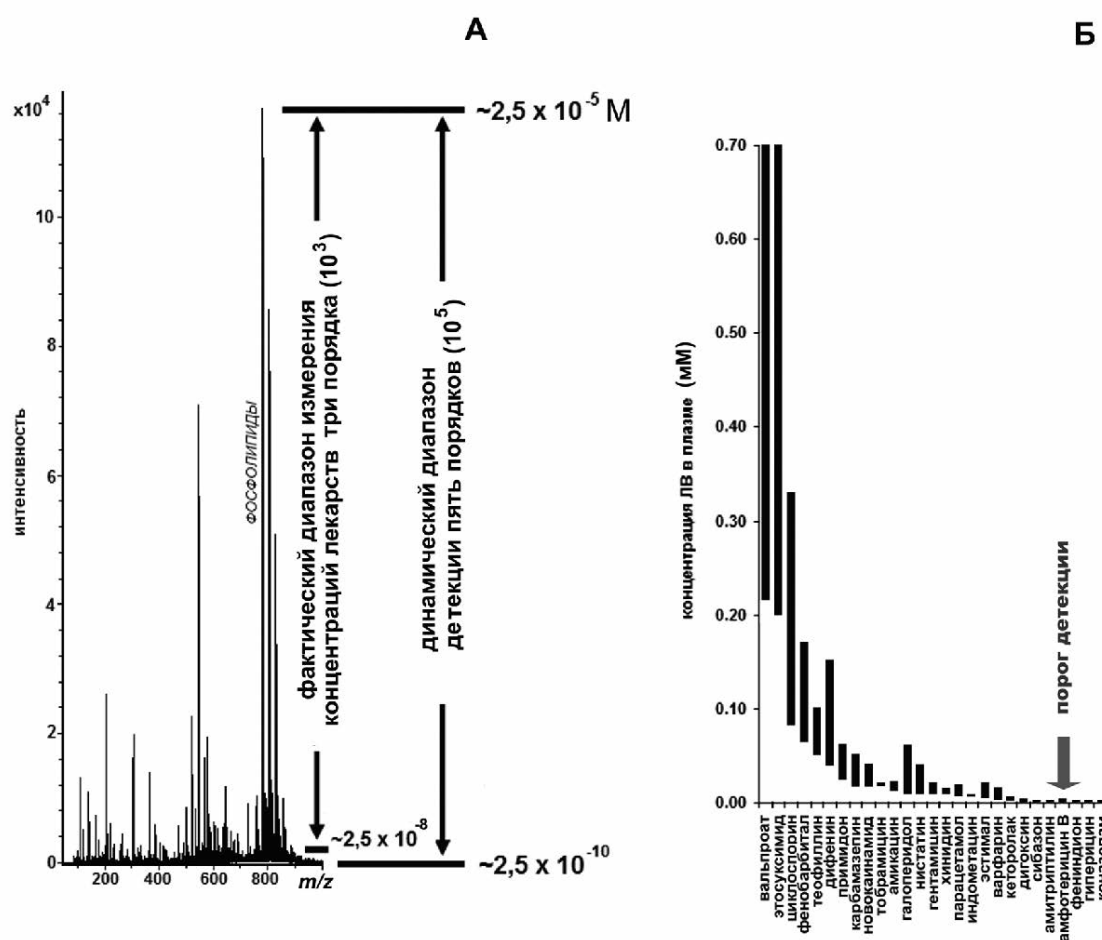 А
x10⁴
10
8
6
4
2
0
интенсивность
200 400 600 800
m/z
ФОСФОЛИПИДЫ
фактический диапазон измерения
концентраций лекарств три порядка (10³)
динамический диапазон
детекции пять порядков (10⁵)
~2,5 x 10⁻⁵ М
~2,5 x 10⁻⁸
~2,5 x 10⁻¹⁰
Б
концентрация ЛВ в плазме (мМ)
0.70
0.60
0.50
0.40
0.30
0.20
0.10
0.00
порог детекции
вальпроат
этосуксимид
циклоспорин
фенобарбитал
теофиллин
дифенин
примидон
карбамазепин
новокаинамид
тобрамицин
амикацин
галоперидол
нистатин
гентамицин
хинидин
парацетамол
индометацин
эстимал
варфарин
кеторолак
дигоксин
сибазон
амитриптилин
амфотерицин В
фениндион
гиперицин